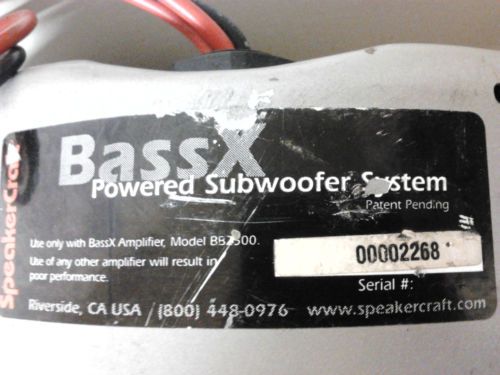 SpeakerCraft
BassX
Powered Subwoofer System
Patent Pending
Use only with BassX Amplifier, Model BB2500.
Use of any other amplifier will result in
poor performance.
00002268
Serial #:
Riverside, CA USA (800) 448-0976 www.speakercraft.com